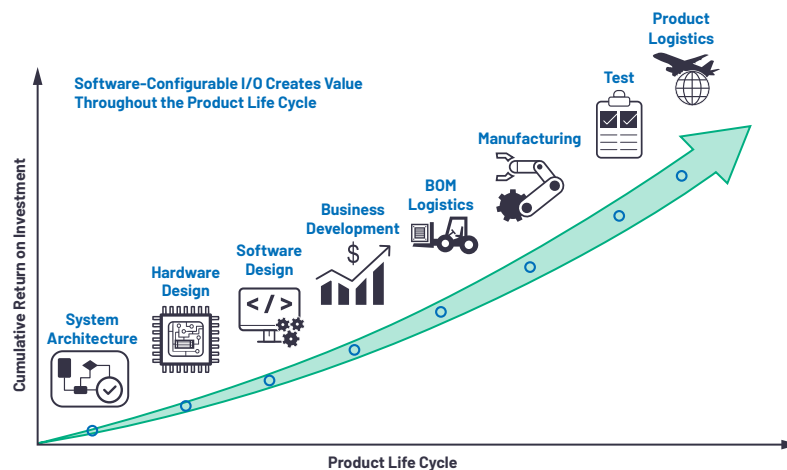 Software-Configurable I/O Creates Value
Throughout the Product Life Cycle
Cumulative Return on Investment
System
Architecture
Hardware
Design
Software
Design
</>
Business
Development
$
BOM
Logistics
Manufacturing
Test
Product
Logistics
Product Life Cycle